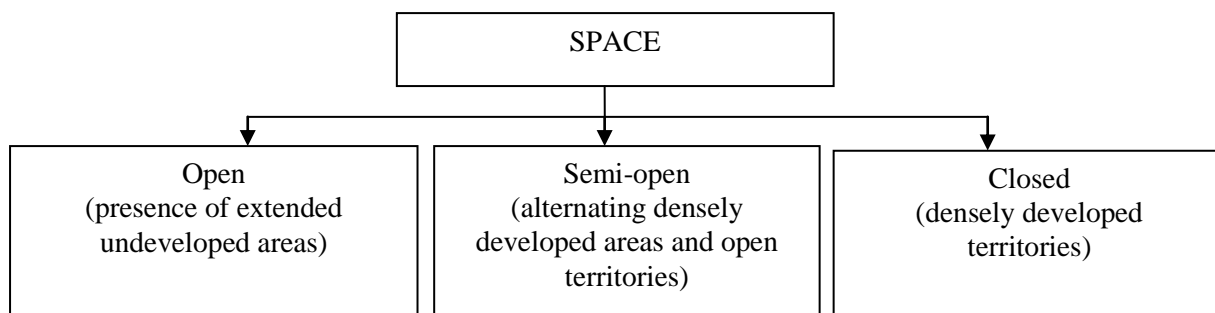 SPACE
Open
(presence of extended
undeveloped areas)
Semi-open
(alternating densely
developed areas and open
territories)
Closed
(densely developed
territories)